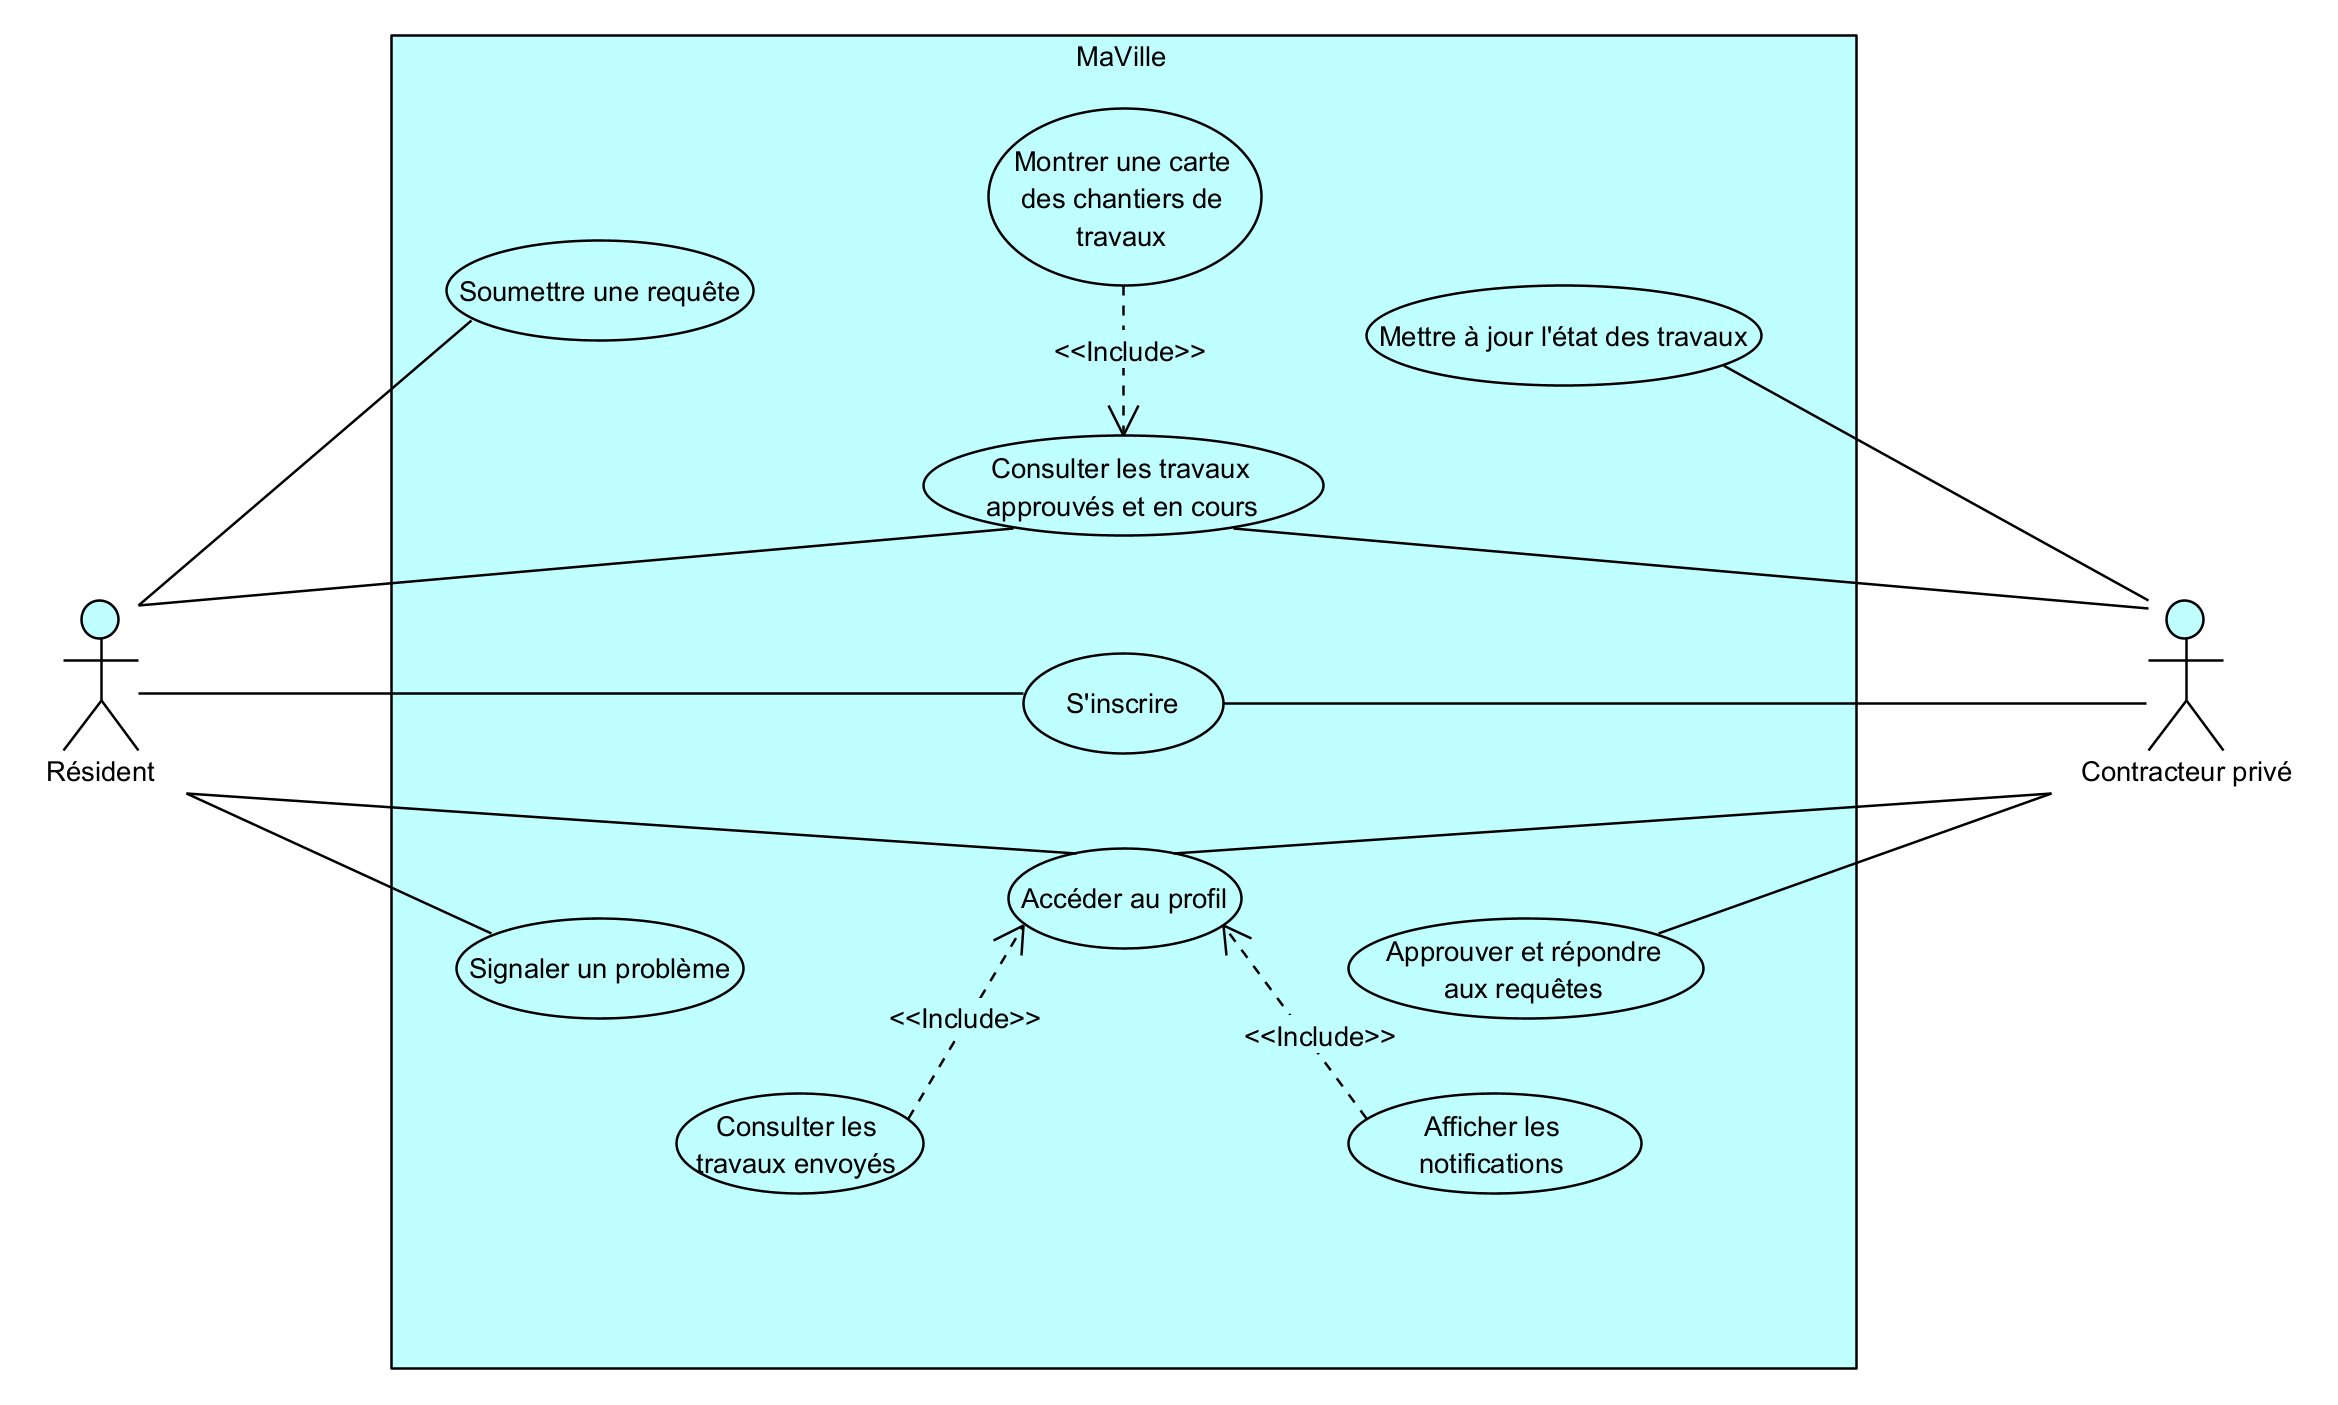 MaVille
Montrer une carte
des chantiers de
travaux
Soumettre une requête
Mettre à jour l'état des travaux
<<Include>>
Consulter les travaux
approuvés et en cours
S'inscrire
Résident
Contracteur privé
Accéder au profil
Signaler un problème
Approuver et répondre
aux requêtes
<<Include>>
<<Include>>
Consulter les
travaux envoyés
Afficher les
notifications